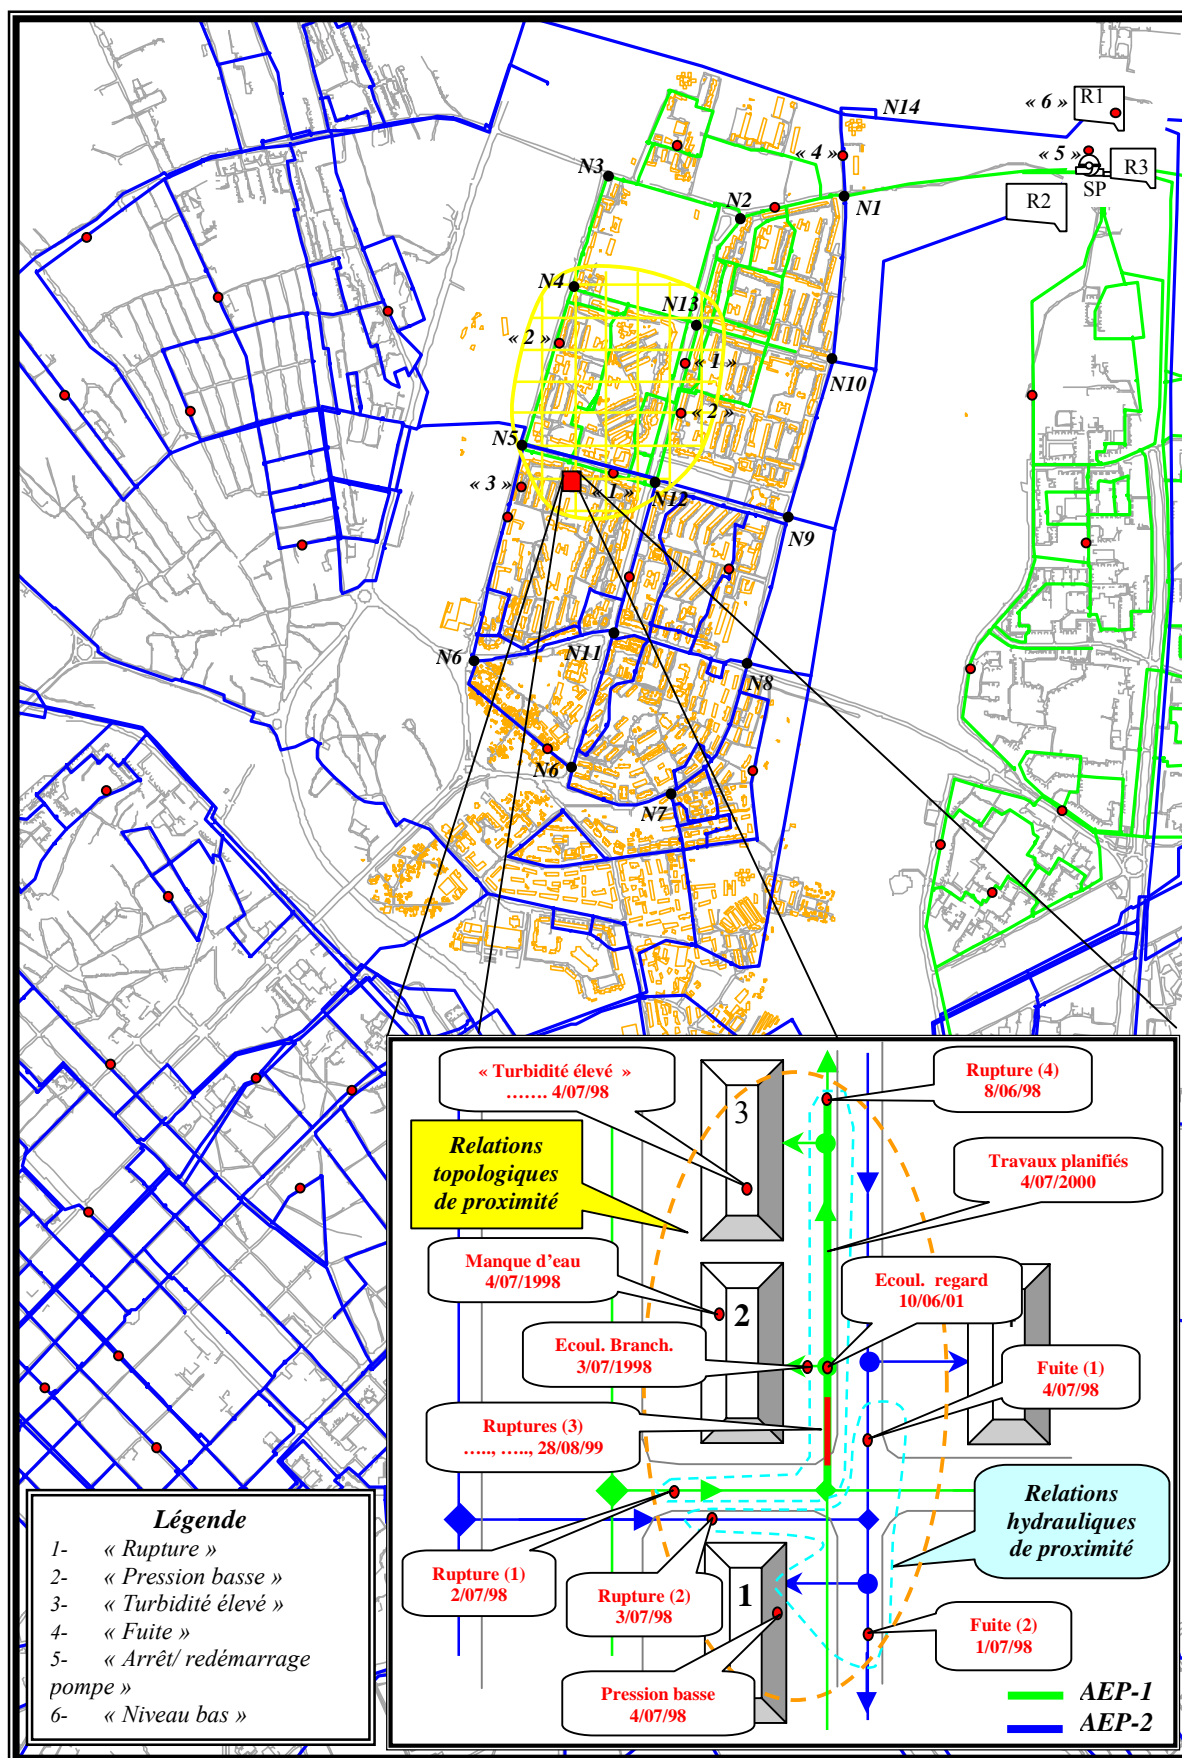 N14
« 6 »
R1
« 4 »
« 5 »
R3
SP
N3
N2
N1
R2
N4
N13
« 2 »
« 1 »
N10
« 2 »
N5
« 3 »
« 1 »
N12
N9
N11
N6
N8
N6
N7
« Turbidité élevé »
....... 4/07/98
3
Rupture (4)
8/06/98
Relations
topologiques
de proximité
Travaux planifiés
4/07/2000
Manque d'eau
4/07/1998
2
Ecoul. regard
10/06/01
Ecoul. Branch.
3/07/1998
Fuite (1)
4/07/98
Ruptures (3)
….., ….., 28/08/99
Relations
hydrauliques
de proximité
Rupture (1)
2/07/98
Rupture (2)
3/07/98
1
Fuite (2)
1/07/98
Pression basse
4/07/98
AEP-1
AEP-2
Légende
1- « Rupture »
2- « Pression basse »
3- « Turbidité élevé »
4- « Fuite »
5- « Arrêt/ redémarrage
pompe »
6- « Niveau bas »